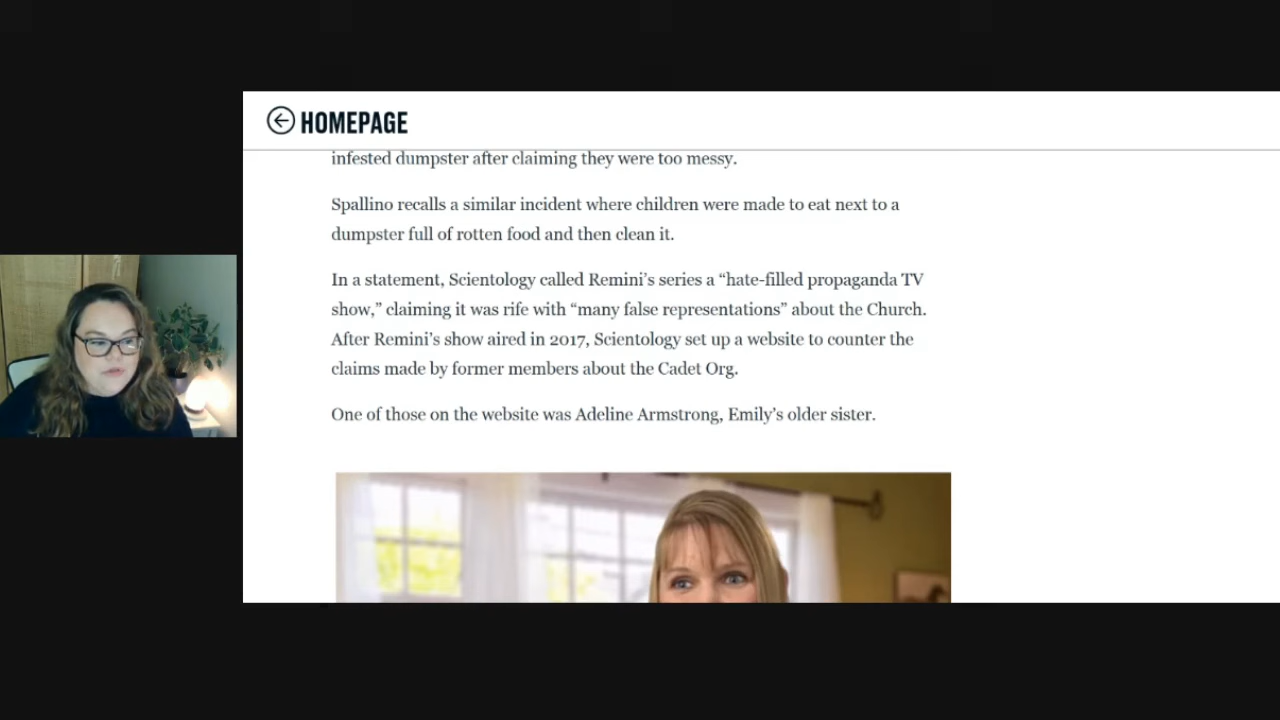 HOMEPAGE
infested dumpster after claiming they were too messy.
Spallino recalls a similar incident where children were made to eat next to a
dumpster full of rotten food and then clean it.
In a statement, Scientology called Remini’s series a “hate-filled propaganda TV
show,” claiming it was rife with “many false representations” about the Church.
After Remini’s show aired in 2017, Scientology set up a website to counter the
claims made by former members about the Cadet Org.
One of those on the website was Adeline Armstrong, Emily’s older sister.